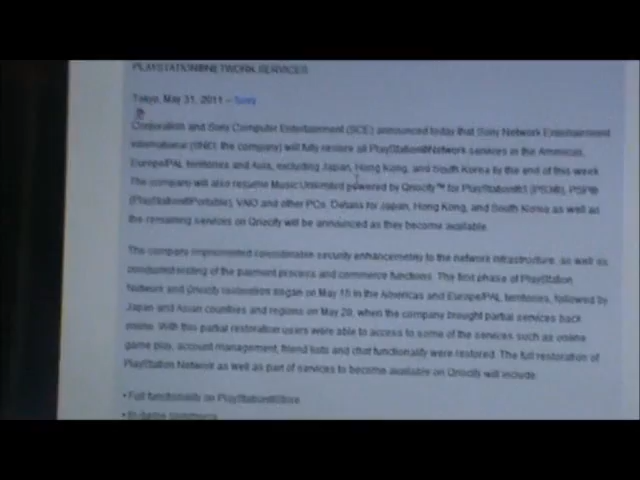 PLAYSTATION®NETWORK SERVICES
Tokyo, May 31, 2011 – Sony
Corporation and Sony Computer Entertainment (SCE) announced today that Sony Network Entertainment
International (SNEI, the company) will fully restore all PlayStation®Network services in the Americas,
Europe/PAL territories and Asia, excluding Japan, Hong Kong, and South Korea by the end of this week.
The company will also resume Music Unlimited powered by Qriocity™ for PlayStation®3 (PS3®), PSP®
(PlayStation®Portable), VAIO and other PCs. Details for Japan, Hong Kong, and South Korea as well as
the remaining services on Qriocity will be announced as they become available.
The company implemented considerable security enhancements to the network infrastructure, as well as
conducted testing of the payment process and commerce functions. The first phase of PlayStation
Network and Qriocity restoration began on May 15 in the Americas and Europe/PAL territories, followed by
Japan and Asian countries and regions on May 28, when the company brought partial services back
online. With this partial restoration users were able to access to some of the services such as online
game play, account management, friend lists and chat functionality were restored. The full restoration of
PlayStation Network as well as part of services to become available on Qriocity will include:
• Full functionality on PlayStation®Store
• In-game commerce